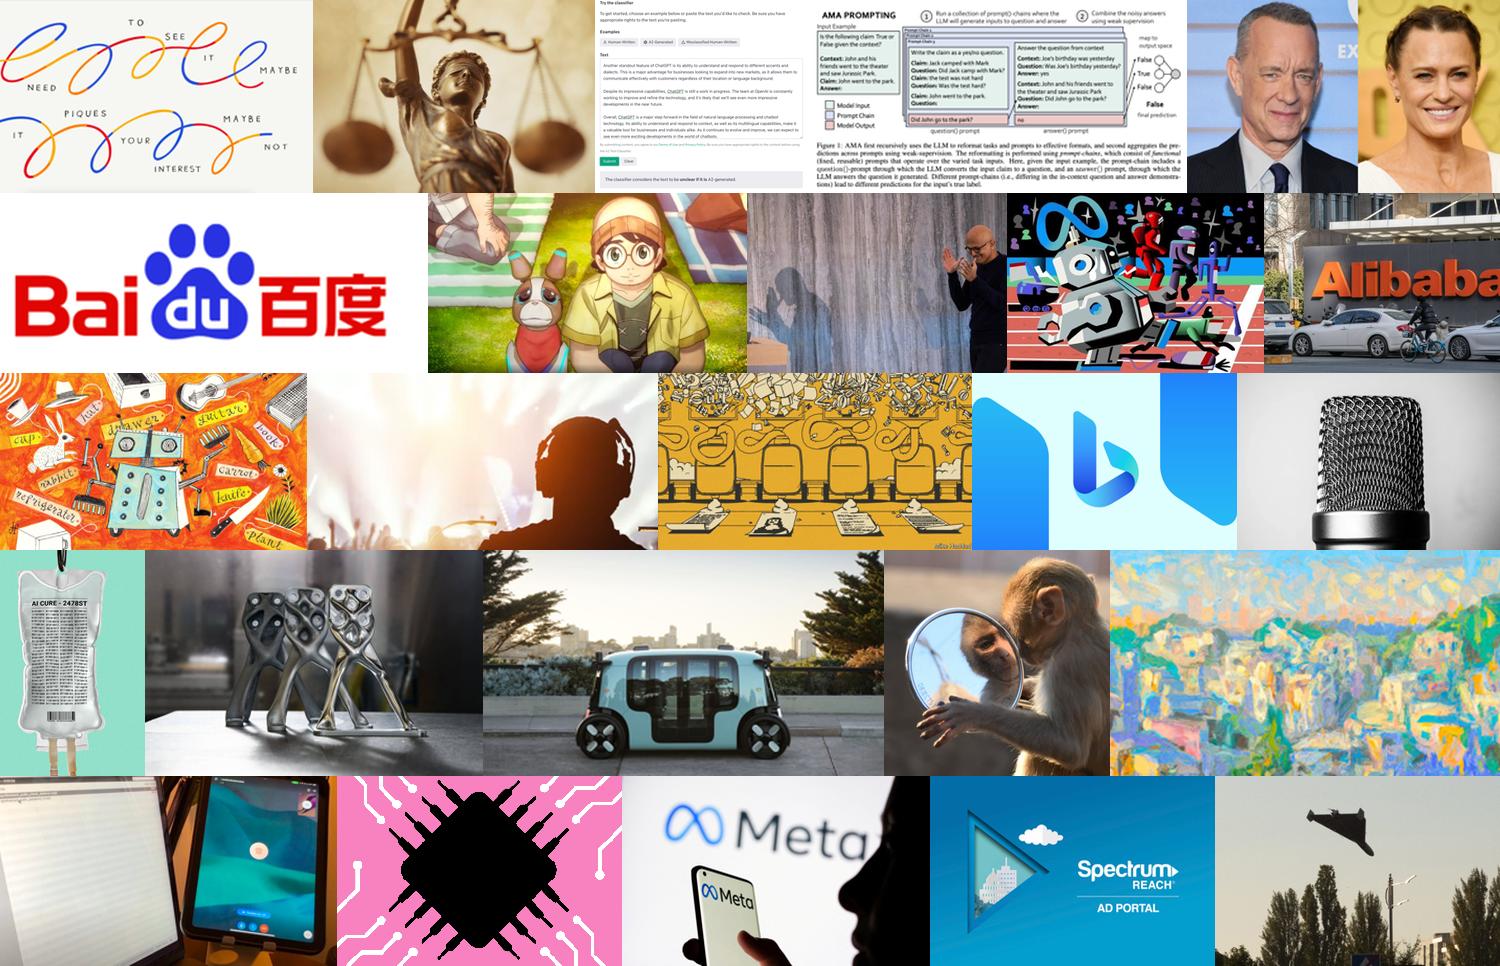 TO
SEE
IT
MAYBE
NEED
PIQUES
MAYBE
IT
YOUR
NOT
INTEREST
Try the classifier
To get started, choose an example below or paste the text you'd like to check. Be sure you have
appropriate rights to the text you're pasting.
Examples
Human-Written
AI-Generated
Misclassified Human-Written
Text
Another standout feature of ChatGPT is its ability to understand and respond to different accents and
dialects. This is a major advantage for businesses looking to expand into new markets, as it allows them to
communicate effectively with customers regardless of their location or language background.
Despite its impressive capabilities, ChatGPT is still a work in progress. The team at OpenAI is constantly
working to improve and refine the technology, and it's likely that we'll see even more impressive
developments in the near future.
Overall, ChatGPT is a major step forward in the field of natural language processing and chatbot
technology. Its ability to understand and respond to context, as well as its multilingual capabilities, make it
a valuable tool for businesses and individuals alike. As it continues to evolve and improve, we can expect to
see even more exciting developments in the world of chatbots.
Submit
Clear
The classifier considers the text to be unclear if it is AI-generated.
AMA PROMPTING
1 Run a collection of prompt()-chains where the
LLM will generate inputs to question and answer
2 Combine the noisy answers
using weak supervision
Input Example
Is the following claim True or
False given the context?
Context: John and his
friends went to the theater
and saw Jurassic Park.
Claim: John went to the
park.
Answer:
Model Input
Prompt Chain
Model Output
Prompt-Chain 1
Prompt-Chain 2
Prompt-Chain 3
Write the claim as a yes/no question.
Claim: Jack camped with Mark
Question: Did Jack camp with Mark?
Claim: the test was not hard
Question: Was the test hard?
Claim: John went to the park.
Question:
Did John go to the park?
question() prompt
Answer the question from context
Context: Joe's birthday was yesterday
Question: Was Joe's birthday yesterday?
Answer: yes
Context: John and his friends went to
the theater and saw Jurassic Park
Question: Did John go to the park?
Answer:
no
answer() prompt
map to
output space
False
True
False
False
final prediction
Figure 1: AMA first recursively uses the LLM to reformat tasks and prompts to effective formats, and second aggregates the pre-
dictions across prompts using weak-supervision. The reformatting is performed using prompt-chains, which consist of functional
(fixed, reusable) prompts that operate over the varied task inputs. Here, given the input example, the prompt-chain includes a
question()-prompt through which the LLM converts the input claim to a question, and an answer() prompt, through which the
LLM answers the question it generated. Different prompt-chains (i.e., differing in the in-context question and answer demonstra-
tions) lead to different predictions for the input's true label.
EX
Bai du 百度
Alibaba
cup
hat
drawer
guitar
book
rabbit
carrot
knife
refrigerator
plant
AI CURE - 2478ST
Meta
Meta
Spectrum
REACH
AD PORTAL